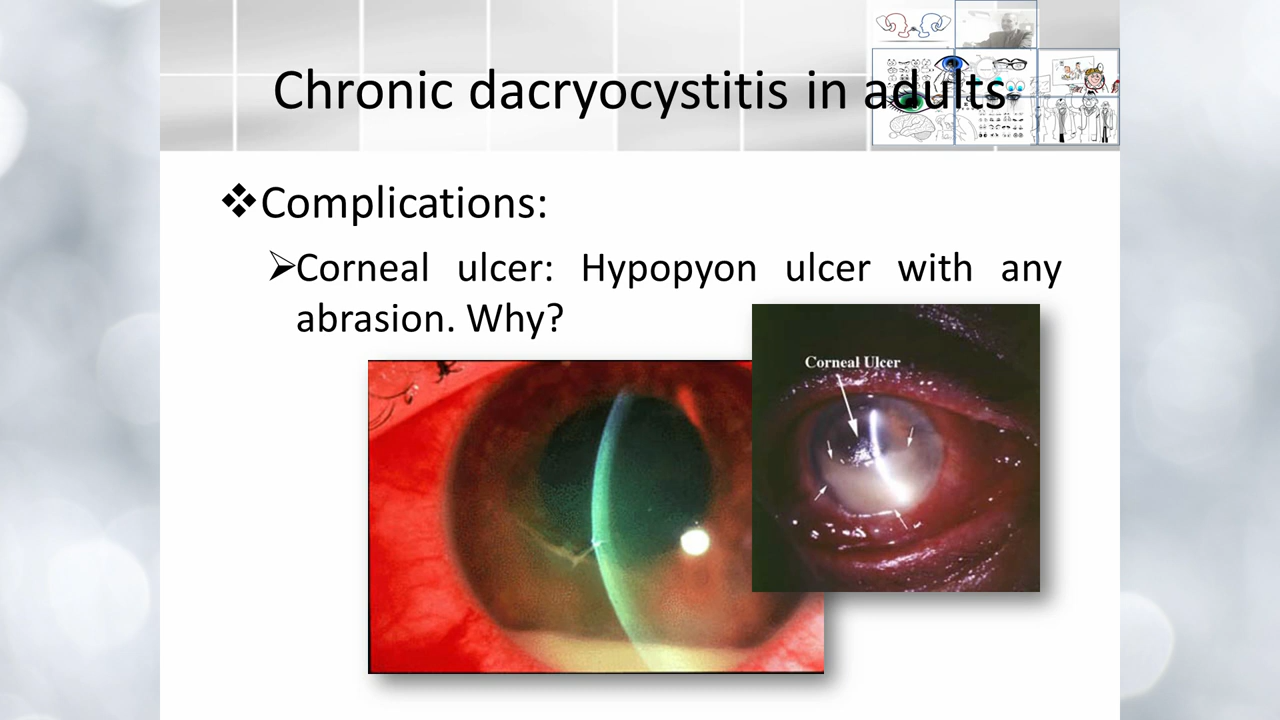 Chronic dacryocystitis in adults
❖Complications:
➢Corneal ulcer: Hypopyon ulcer with any
abrasion. Why?
Corneal Ulcer